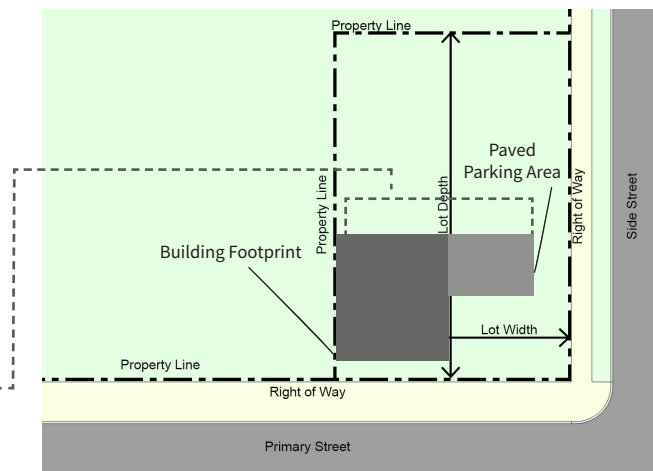 Property Line
Paved
Parking Area
Property Line
Lot Depth
Right of Way
Side Street
Building Footprint
Lot Width
Property Line
Right of Way
Primary Street